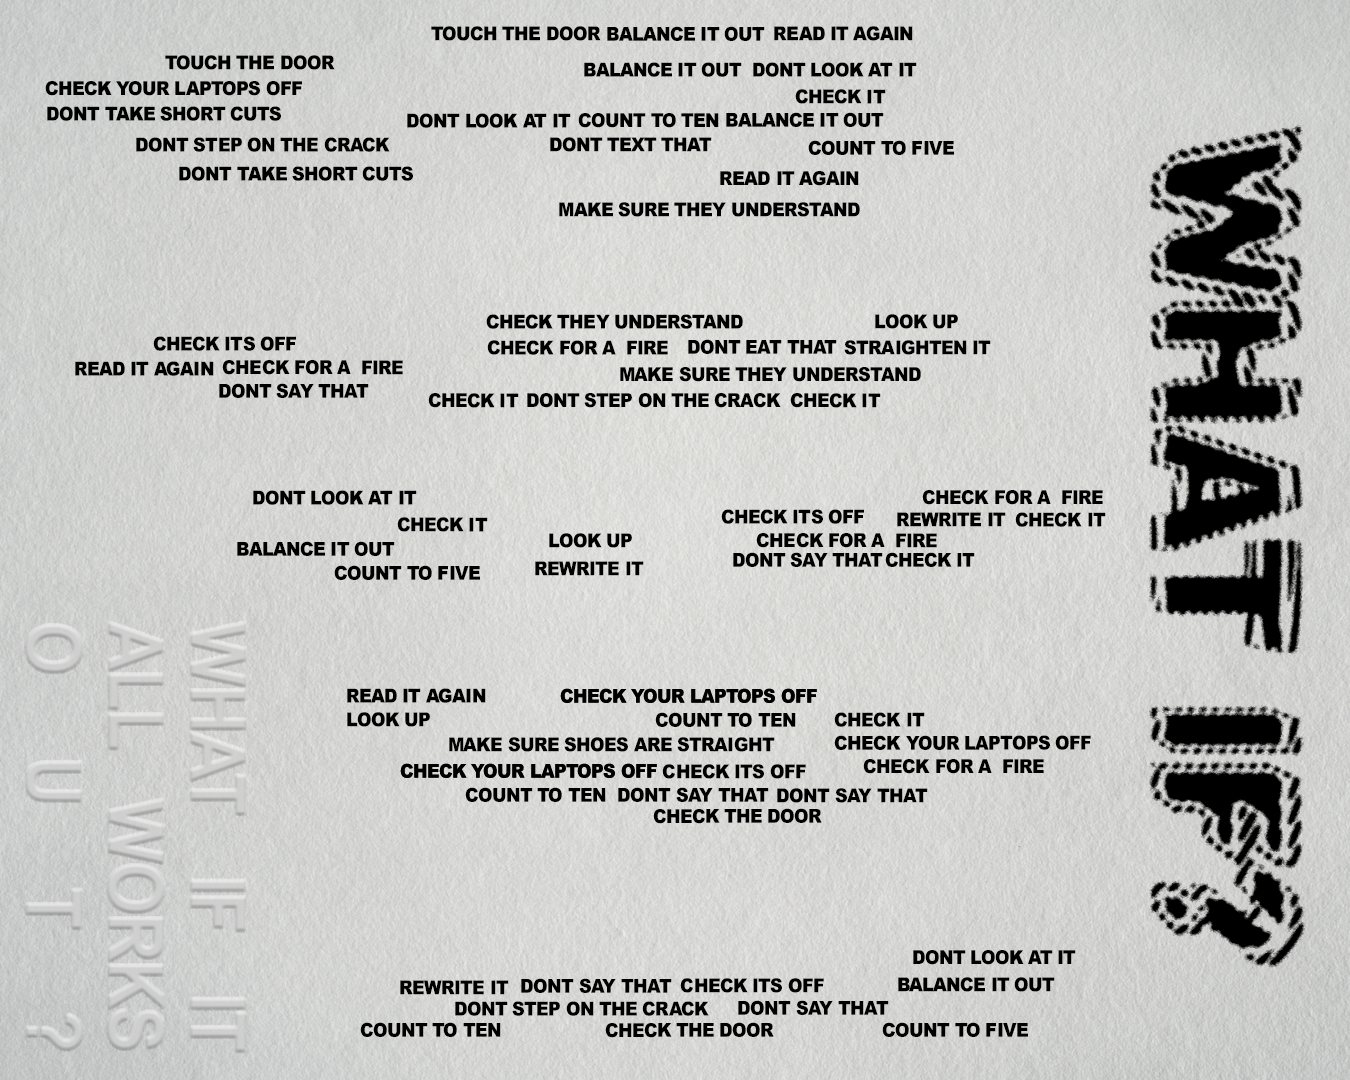 TOUCH THE DOOR BALANCE IT OUT READ IT AGAIN
TOUCH THE DOOR
BALANCE IT OUT DONT LOOK AT IT
CHECK YOUR LAPTOPS OFF
CHECK IT
DONT TAKE SHORT CUTS
DONT LOOK AT IT COUNT TO TEN BALANCE IT OUT
DONT STEP ON THE CRACK
DONT TEXT THAT
COUNT TO FIVE
DONT TAKE SHORT CUTS
READ IT AGAIN
MAKE SURE THEY UNDERSTAND
CHECK THEY UNDERSTAND
LOOK UP
CHECK ITS OFF
CHECK FOR A FIRE DONT EAT THAT STRAIGHTEN IT
READ IT AGAIN CHECK FOR A FIRE
MAKE SURE THEY UNDERSTAND
DONT SAY THAT
CHECK IT DONT STEP ON THE CRACK CHECK IT
DONT LOOK AT IT
CHECK IT
BALANCE IT OUT
COUNT TO FIVE
LOOK UP
REWRITE IT
CHECK FOR A FIRE
CHECK ITS OFF
REWRITE IT CHECK IT
CHECK FOR A FIRE
DONT SAY THAT CHECK IT
READ IT AGAIN
CHECK YOUR LAPTOPS OFF
LOOK UP
COUNT TO TEN
CHECK IT
MAKE SURE SHOES ARE STRAIGHT
CHECK YOUR LAPTOPS OFF
CHECK YOUR LAPTOPS OFF CHECK ITS OFF
CHECK FOR A FIRE
COUNT TO TEN DONT SAY THAT DONT SAY THAT
CHECK THE DOOR
DONT LOOK AT IT
REWRITE IT DONT SAY THAT CHECK ITS OFF
BALANCE IT OUT
DONT STEP ON THE CRACK
DONT SAY THAT
COUNT TO TEN
CHECK THE DOOR
COUNT TO FIVE
WHAT IF?
WHAT IF IT
ALL WORKS
O U T ?